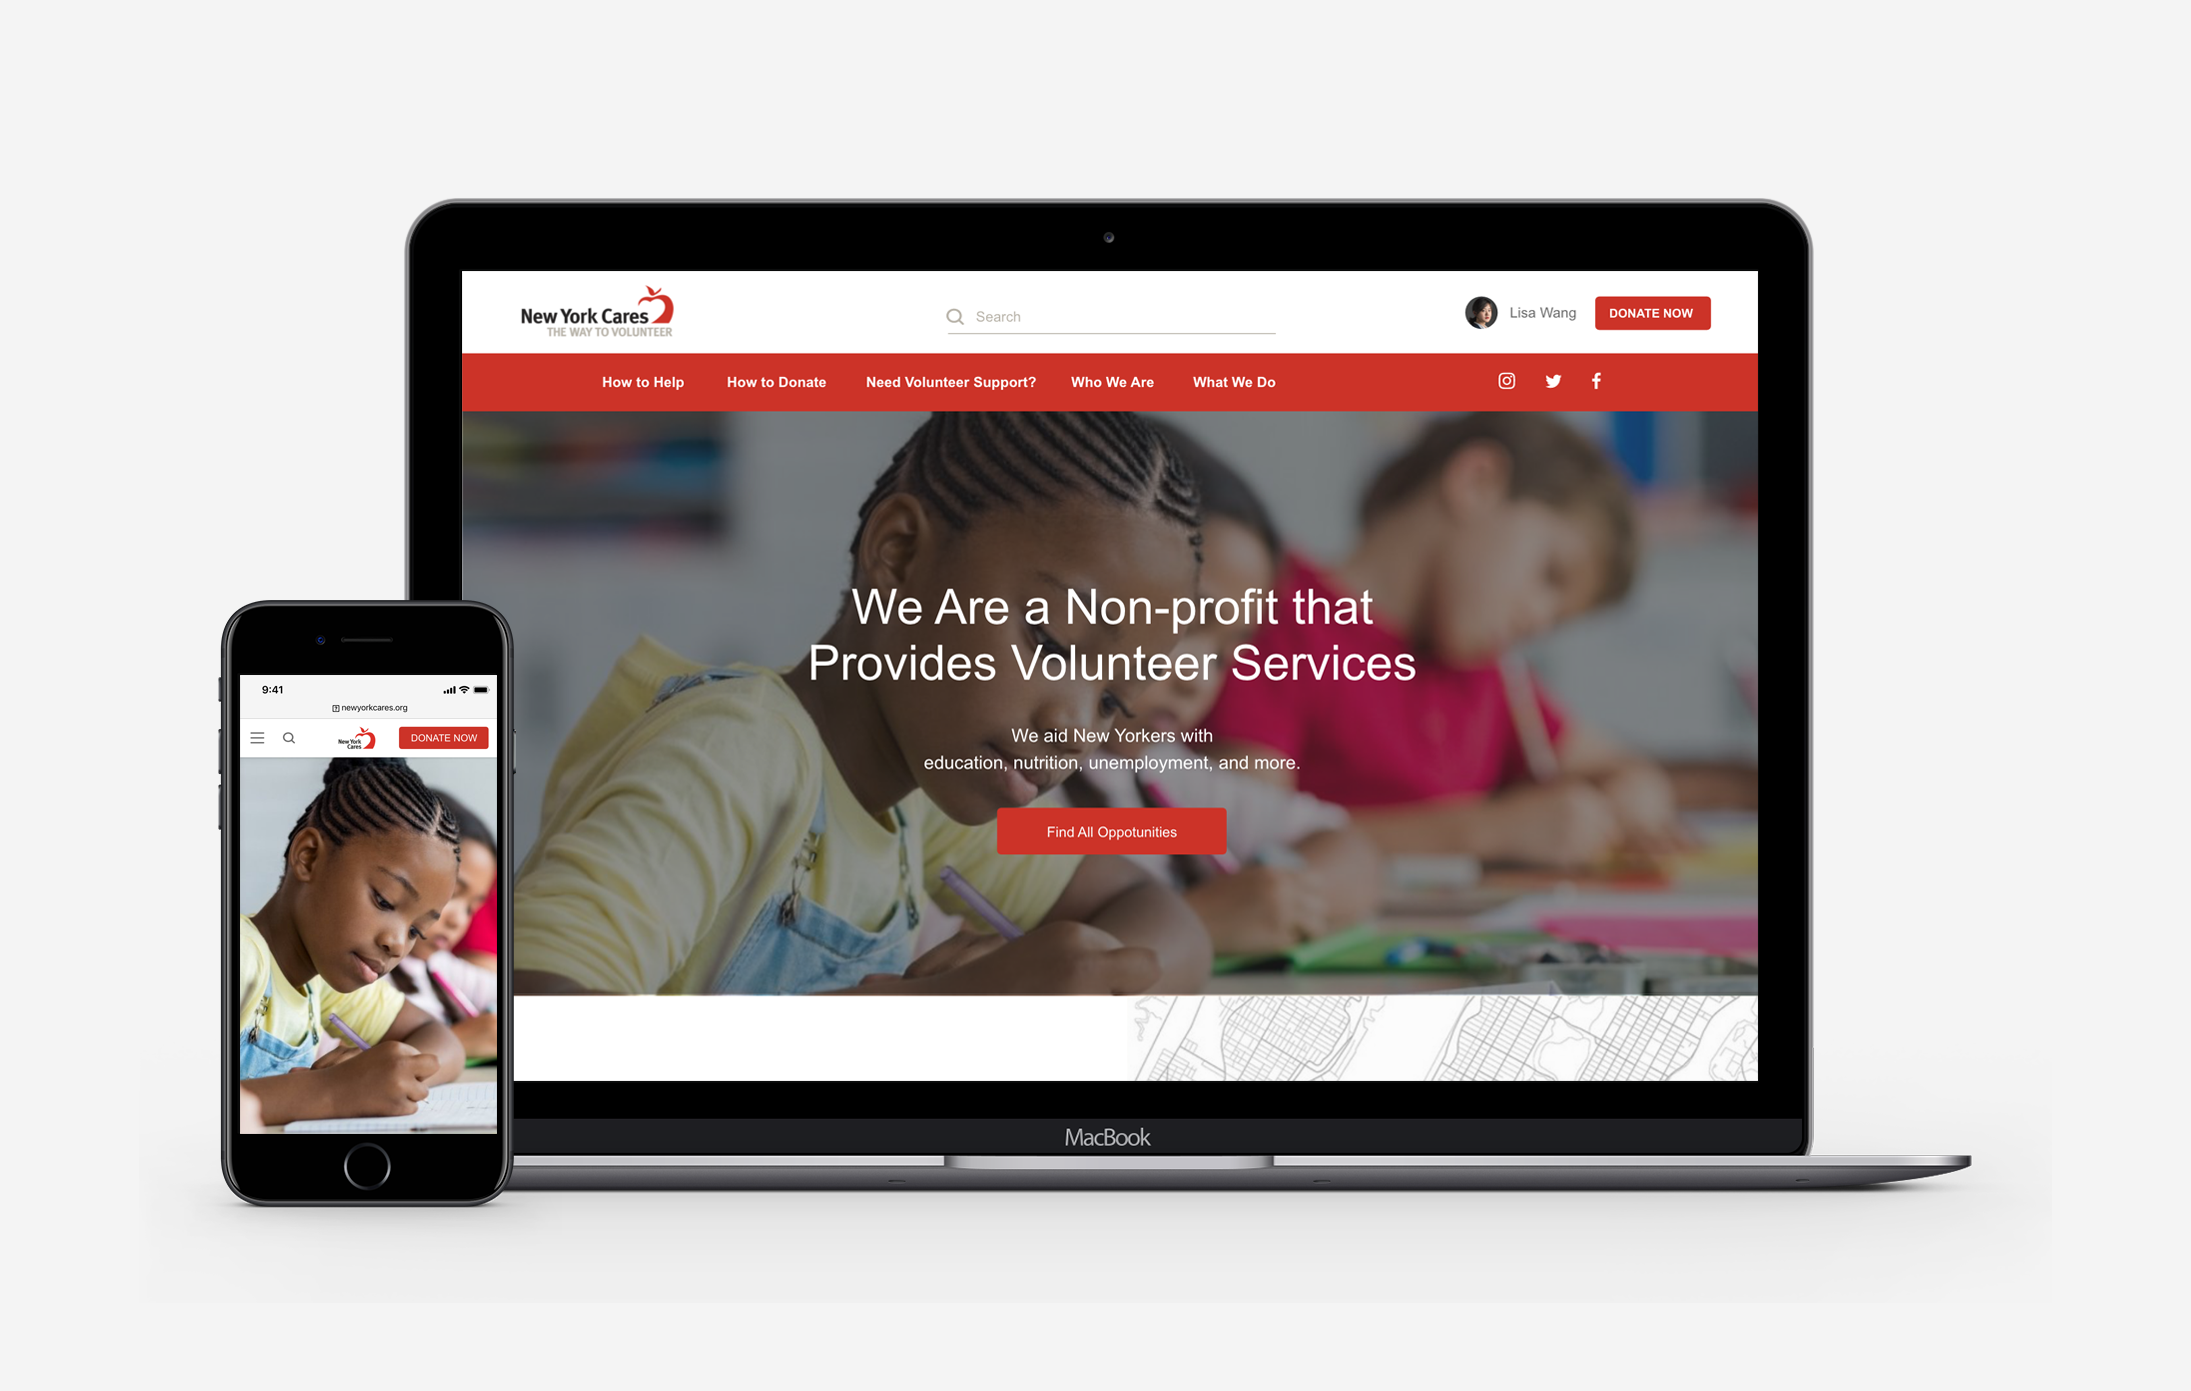 New York Cares
THE WAY TO VOLUNTEER
Search
Lisa Wang
DONATE NOW
How to Help
How to Donate
Need Volunteer Support?
Who We Are
What We Do
We Are a Non-profit that
Provides Volunteer Services
We aid New Yorkers with
education, nutrition, unemployment, and more.
Find All Oppotunities
MacBook
9:41
newyorkcares.org
New York
Cares
DONATE NOW